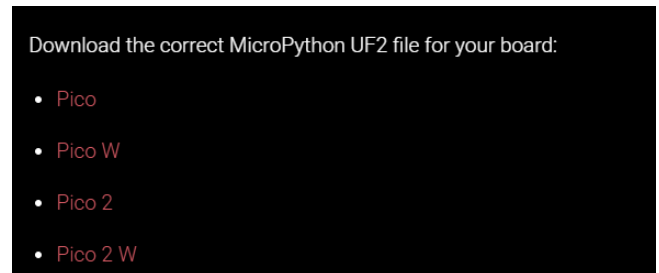 Download the correct MicroPython UF2 file for your board:
• Pico
• Pico W
• Pico 2
• Pico 2 W